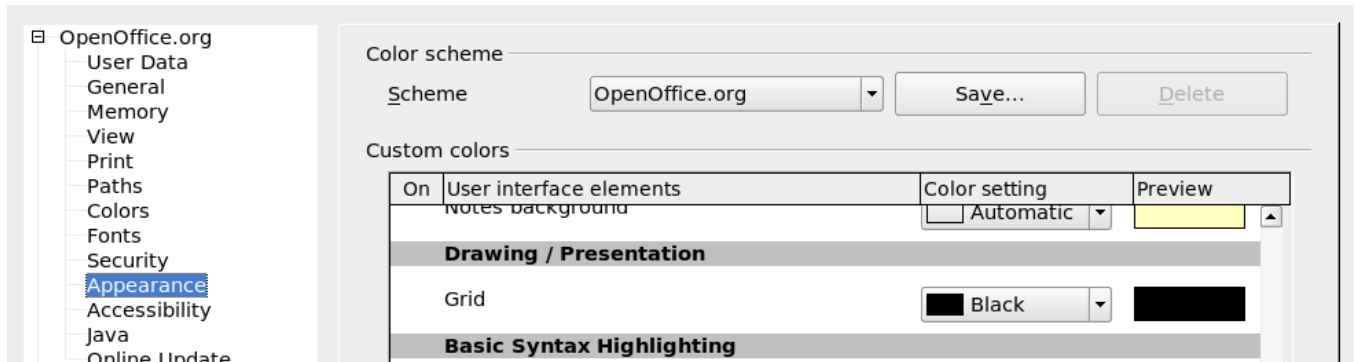 OpenOffice.org
User Data
General
Memory
View
Print
Paths
Colors
Fonts
Security
Appearance
Accessibility
Java
Online Update
Color scheme
Scheme OpenOffice.org Save... Delete
Custom colors
On User interface elements Color setting Preview
Notes background Automatic
Drawing / Presentation
Grid Black
Basic Syntax Highlighting